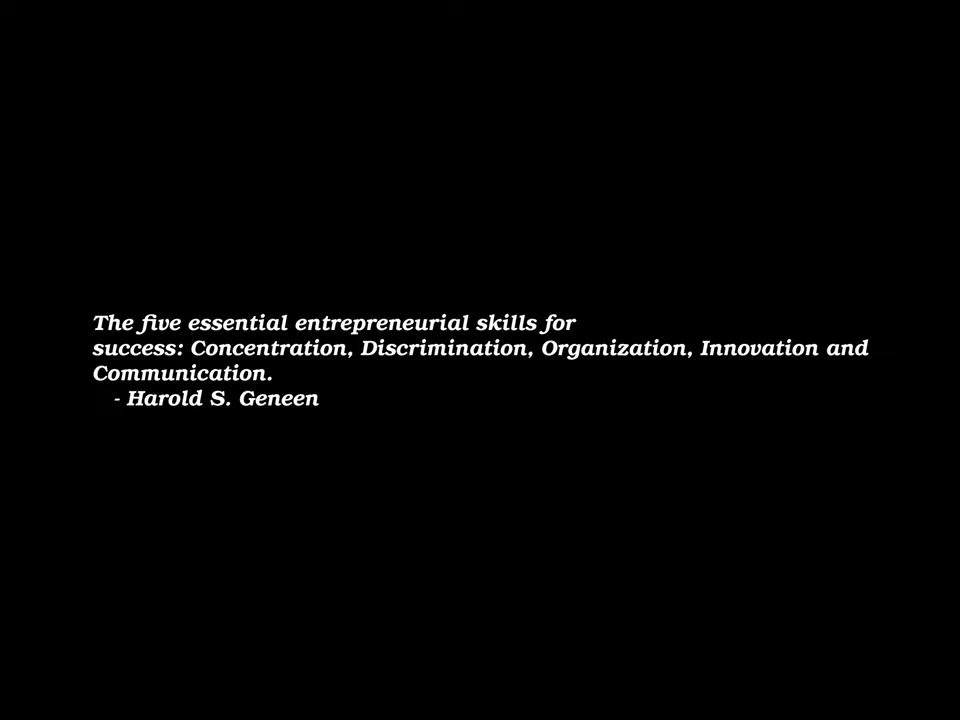 The five essential entrepreneurial skills for
success: Concentration, Discrimination, Organization, Innovation and
Communication.
- Harold S. Geneen